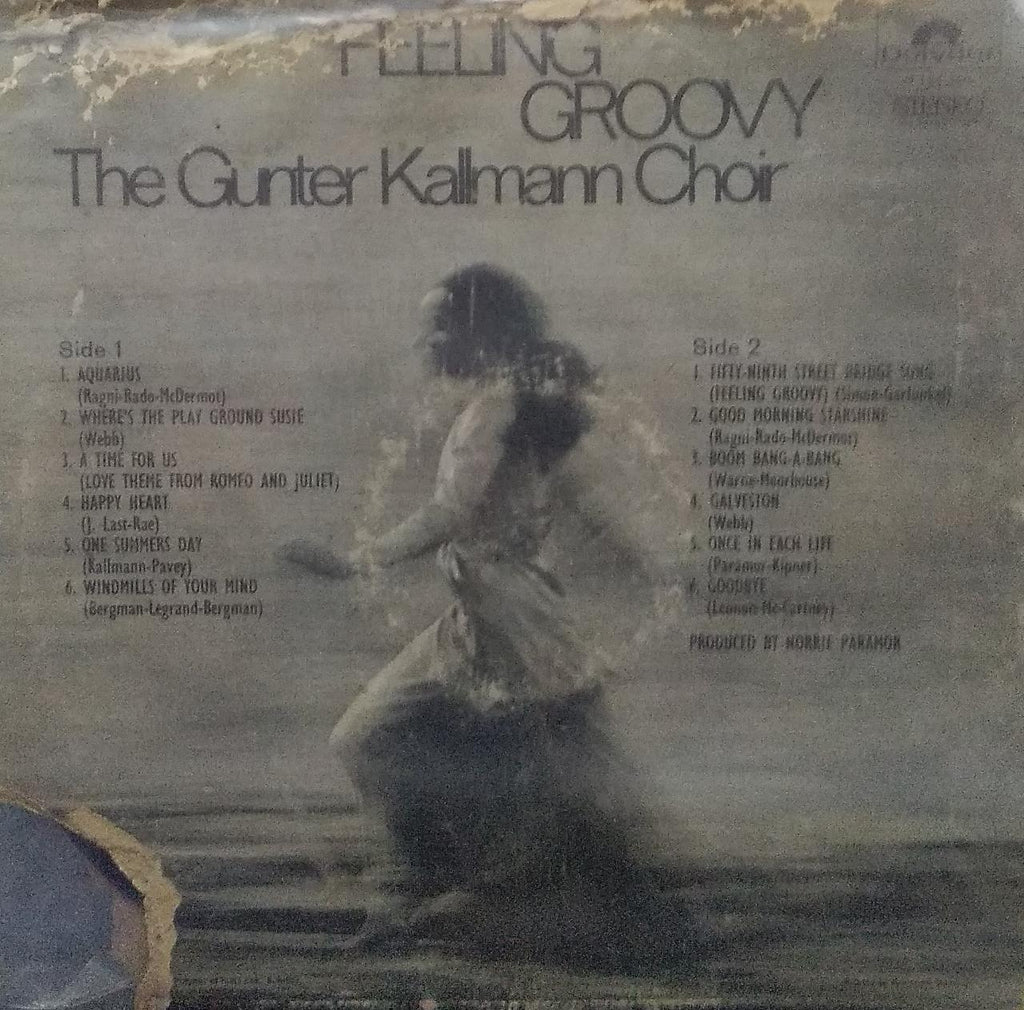 FEELING
GROOVY
The Gunter Kallmann Choir
Polydor
STEREO
Side 1
1. AQUARIUS
(Ragni-Rado-McDermot)
2. WHERE'S THE PLAY GROUND SUSIE
(Webb)
3. A TIME FOR US
(LOVE THEME FROM ROMEO AND JULIET)
4. HAPPY HEART
(J. Last-Rae)
5. ONE SUMMERS DAY
(Kallmann-Pavey)
6. WINDMILLS OF YOUR MIND
(Bergman-Legrand-Bergman)
Side 2
1. FIFTY-NINTH STREET BRIDGE SONG
(FEELING GROOVY) (Simon-Garfunkel)
2. GOOD MORNING STARSHINE
(Ragni-Rado-McDermot)
3. BOOM BANG-A-BANG
(Warne-Moorhouse)
4. GALVESTON
(Webb)
5. ONCE IN EACH LIFE
(Paramor-Kipner)
6. GOODBYE
(Lennon-McCartney)
PRODUCED BY NORRIE PARAMOR